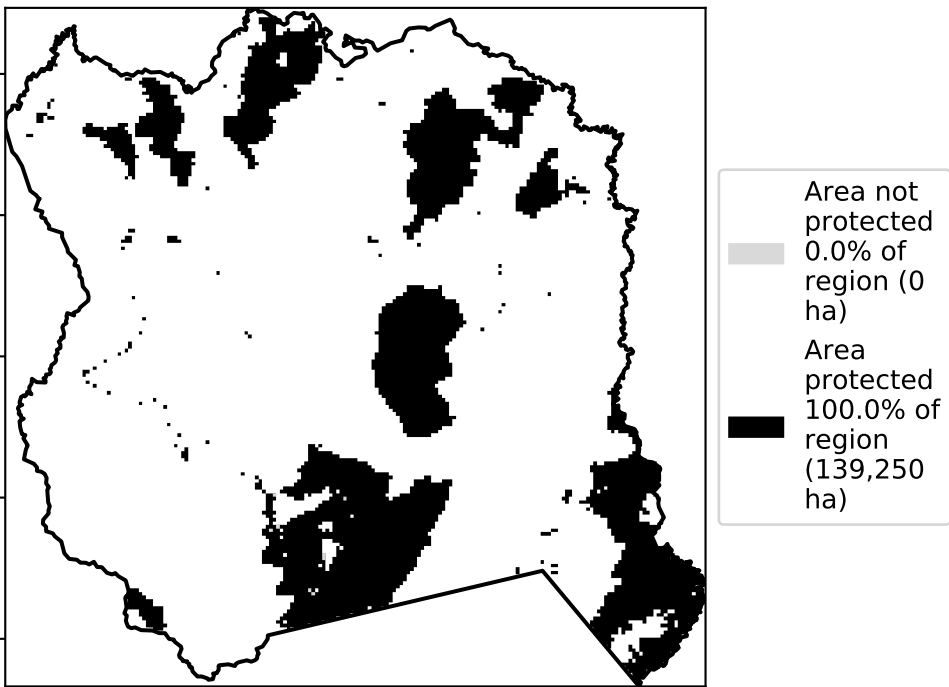 Area not
protected
0.0% of
region (0
ha)
Area
protected
100.0% of
region
(139,250
ha)